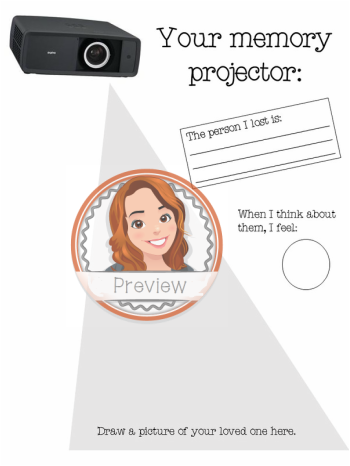 Your memory
projector:
The person I lost is:
When I think about
them, I feel:
Preview
Draw a picture of your loved one here.